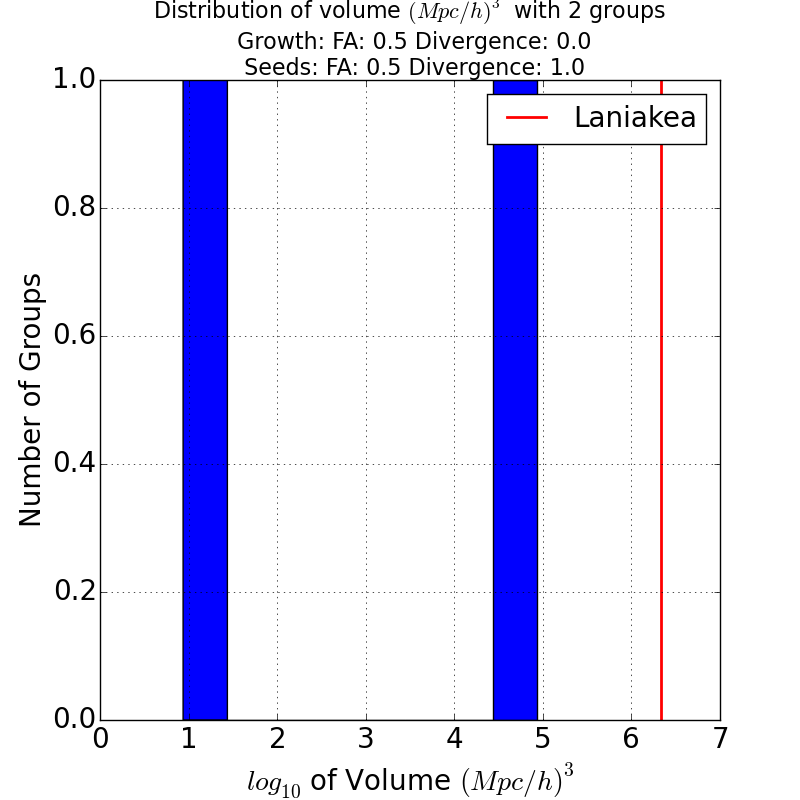 Distribution of volume (Mpc/h)^3 with 2 groups
Growth: FA: 0.5 Divergence: 0.0
Seeds: FA: 0.5 Divergence: 1.0
Laniakea
Number of Groups
1.0
0.8
0.6
0.4
0.2
0.0
0 1 2 3 4 5 6 7
log_10 of Volume (Mpc/h)^3